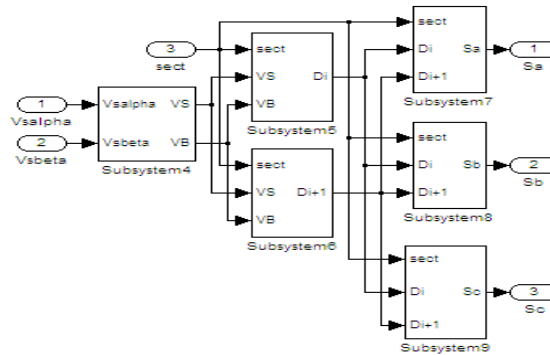 3
sect
1
Vsalpha
2
Vsbeta
Vsalpha VS
Vsbeta VB
Subsystem4
sect
VS Di
VB
Subsystem5
sect
VS Di+1
VB
Subsystem6
sect
Di Sa
Di+1
Subsystem7
1
Sa
sect
Di Sb
Di+1
Subsystem8
2
Sb
sect
Di Sc
Di+1
Subsystem9
3
Sc